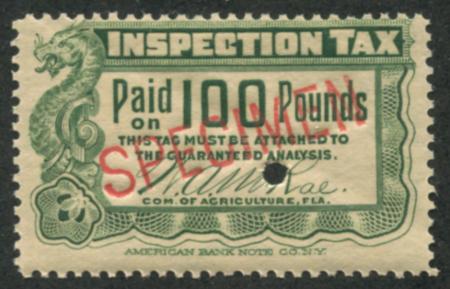 INSPECTION TAX
Paid on 100 Pounds
SPECIMEN
THIS TAG MUST BE ATTACHED TO
THE GUARANTEED ANALYSIS.
COM. OF AGRICULTURE, FLA.
AMERICAN BANK NOTE CO. N.Y.